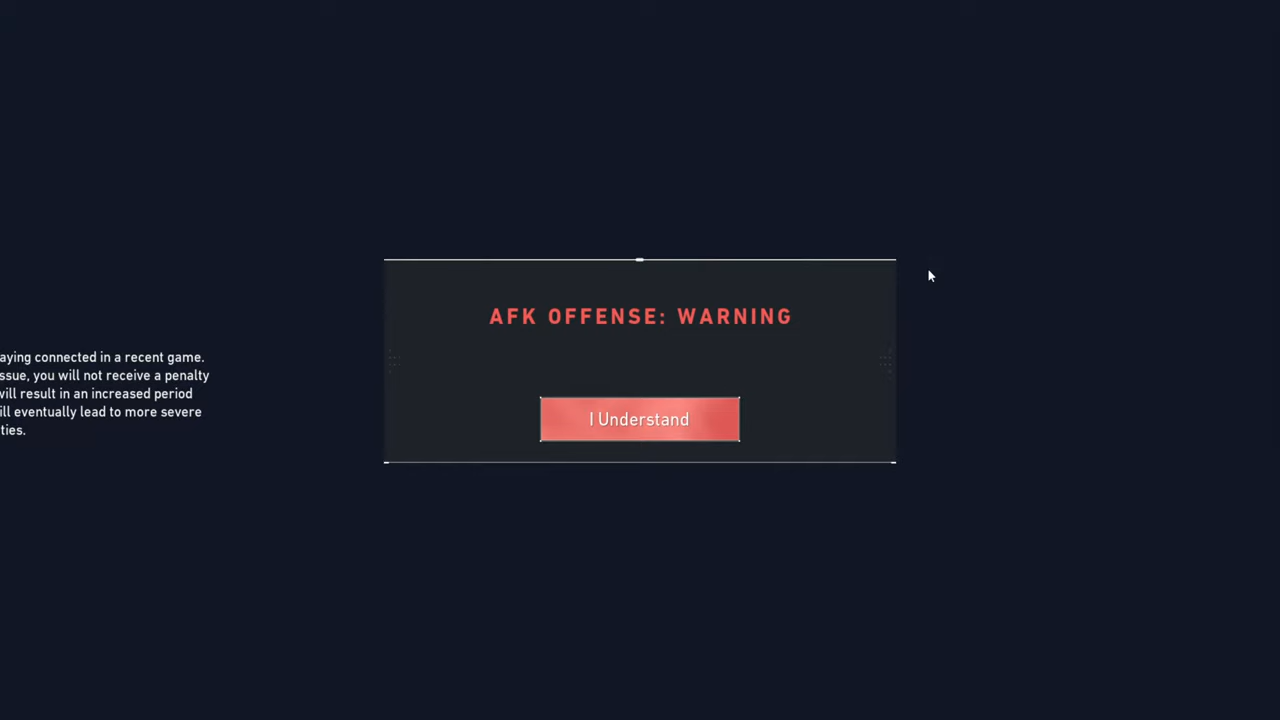 AFK OFFENSE: WARNING
aying connected in a recent game.
ssue, you will not receive a penalty
will result in an increased period
ill eventually lead to more severe
ties.
I Understand